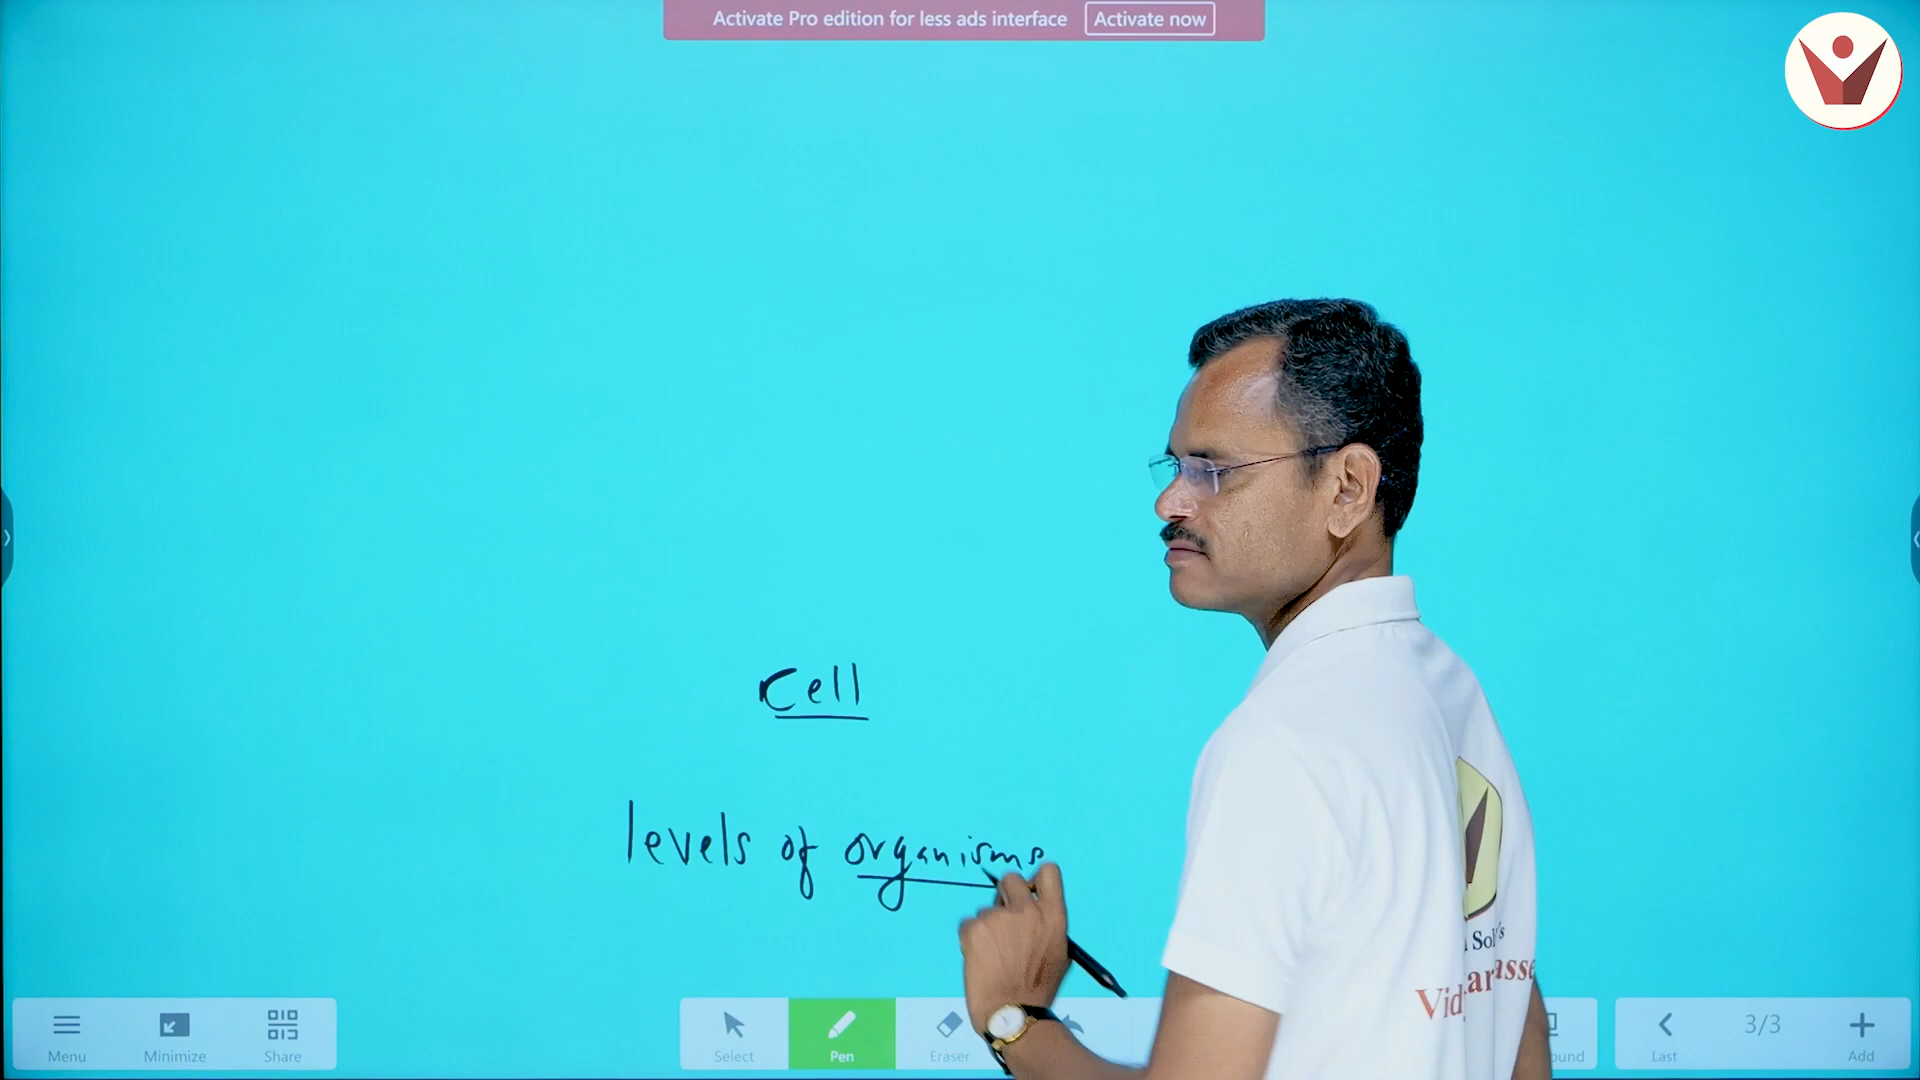 Activate Pro edition for less ads interface Activate now
Cell
levels of organisms
Menu Minimize Share Select Pen Eraser Last 3/3 Add